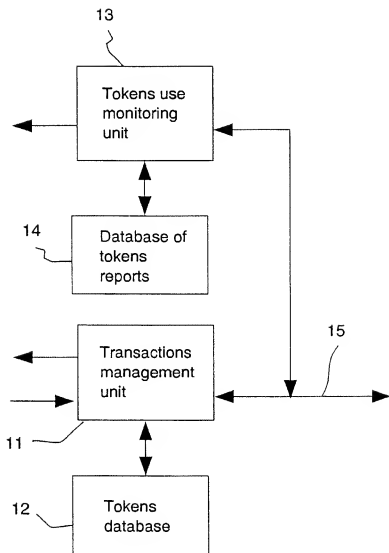 13
Tokens use
monitoring
unit
14
Database of
tokens
reports
15
Transactions
management
unit
11
12
Tokens
database